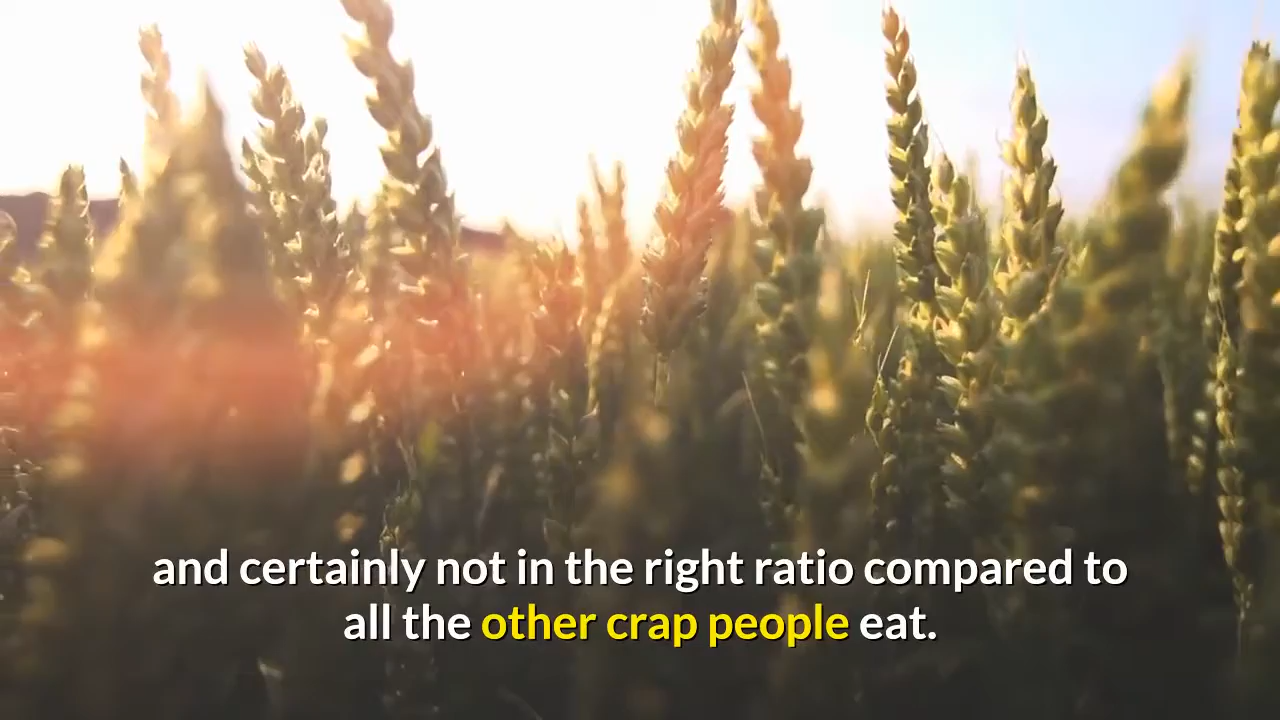 and certainly not in the right ratio compared to
all the other crap people eat.